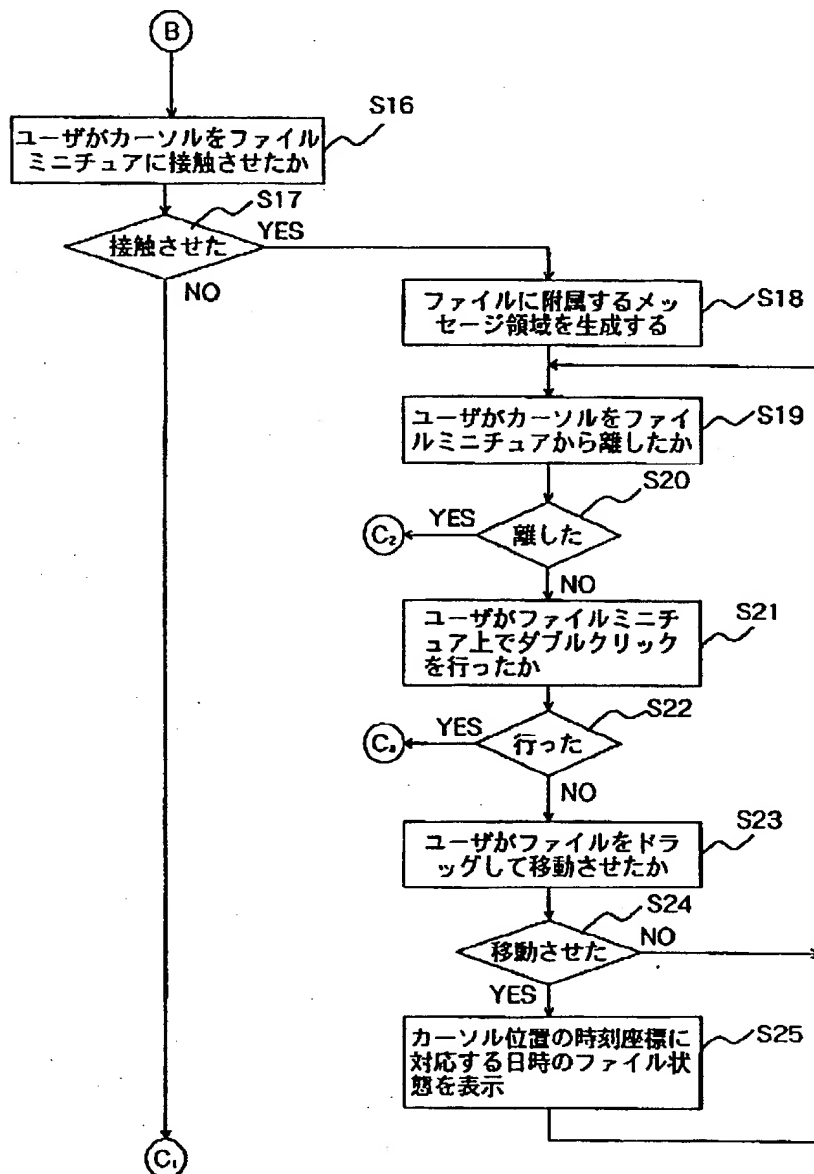 B
S16
ユーザがカーソルをファイル
ミニチュアに接触させたか
S17
接触させた
YES
NO
ファイルに附属するメッ
セージ領域を生成する
S18
ユーザがカーソルをファイ
ルミニチュアから離したか
S19
S20
離した
YES
C₂
NO
ユーザがファイルミニチ
ュア上でダブルクリック
を行ったか
S21
S22
行った
YES
C₃
NO
ユーザがファイルをドラ
ッグして移動させたか
S23
S24
移動させた
NO
YES
カーソル位置の時刻座標に
対応する日時のファイル状
態を表示
S25
C₁